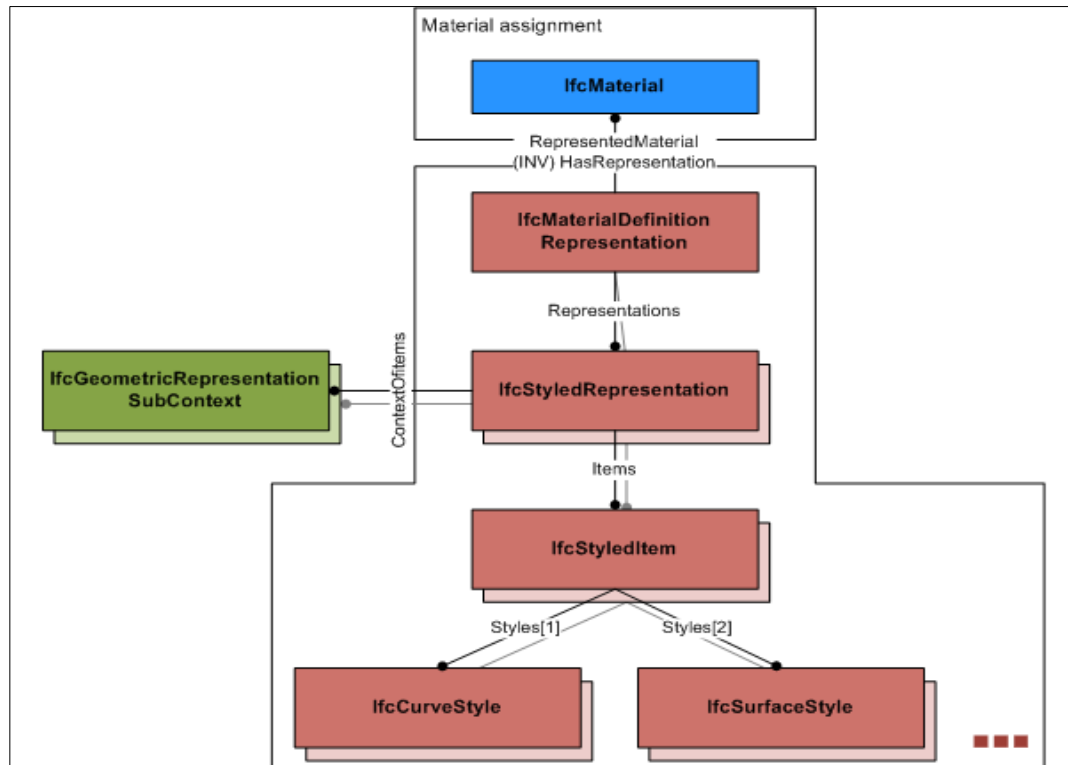 Material assignment
IfcMaterial
RepresentedMaterial
(INV) HasRepresentation
IfcMaterialDefinition
Representation
Representations
IfcGeometricRepresentation
SubContext
ContextOfItems
IfcStyledRepresentation
Items
IfcStyledItem
Styles[1]
Styles[2]
IfcCurveStyle
IfcSurfaceStyle